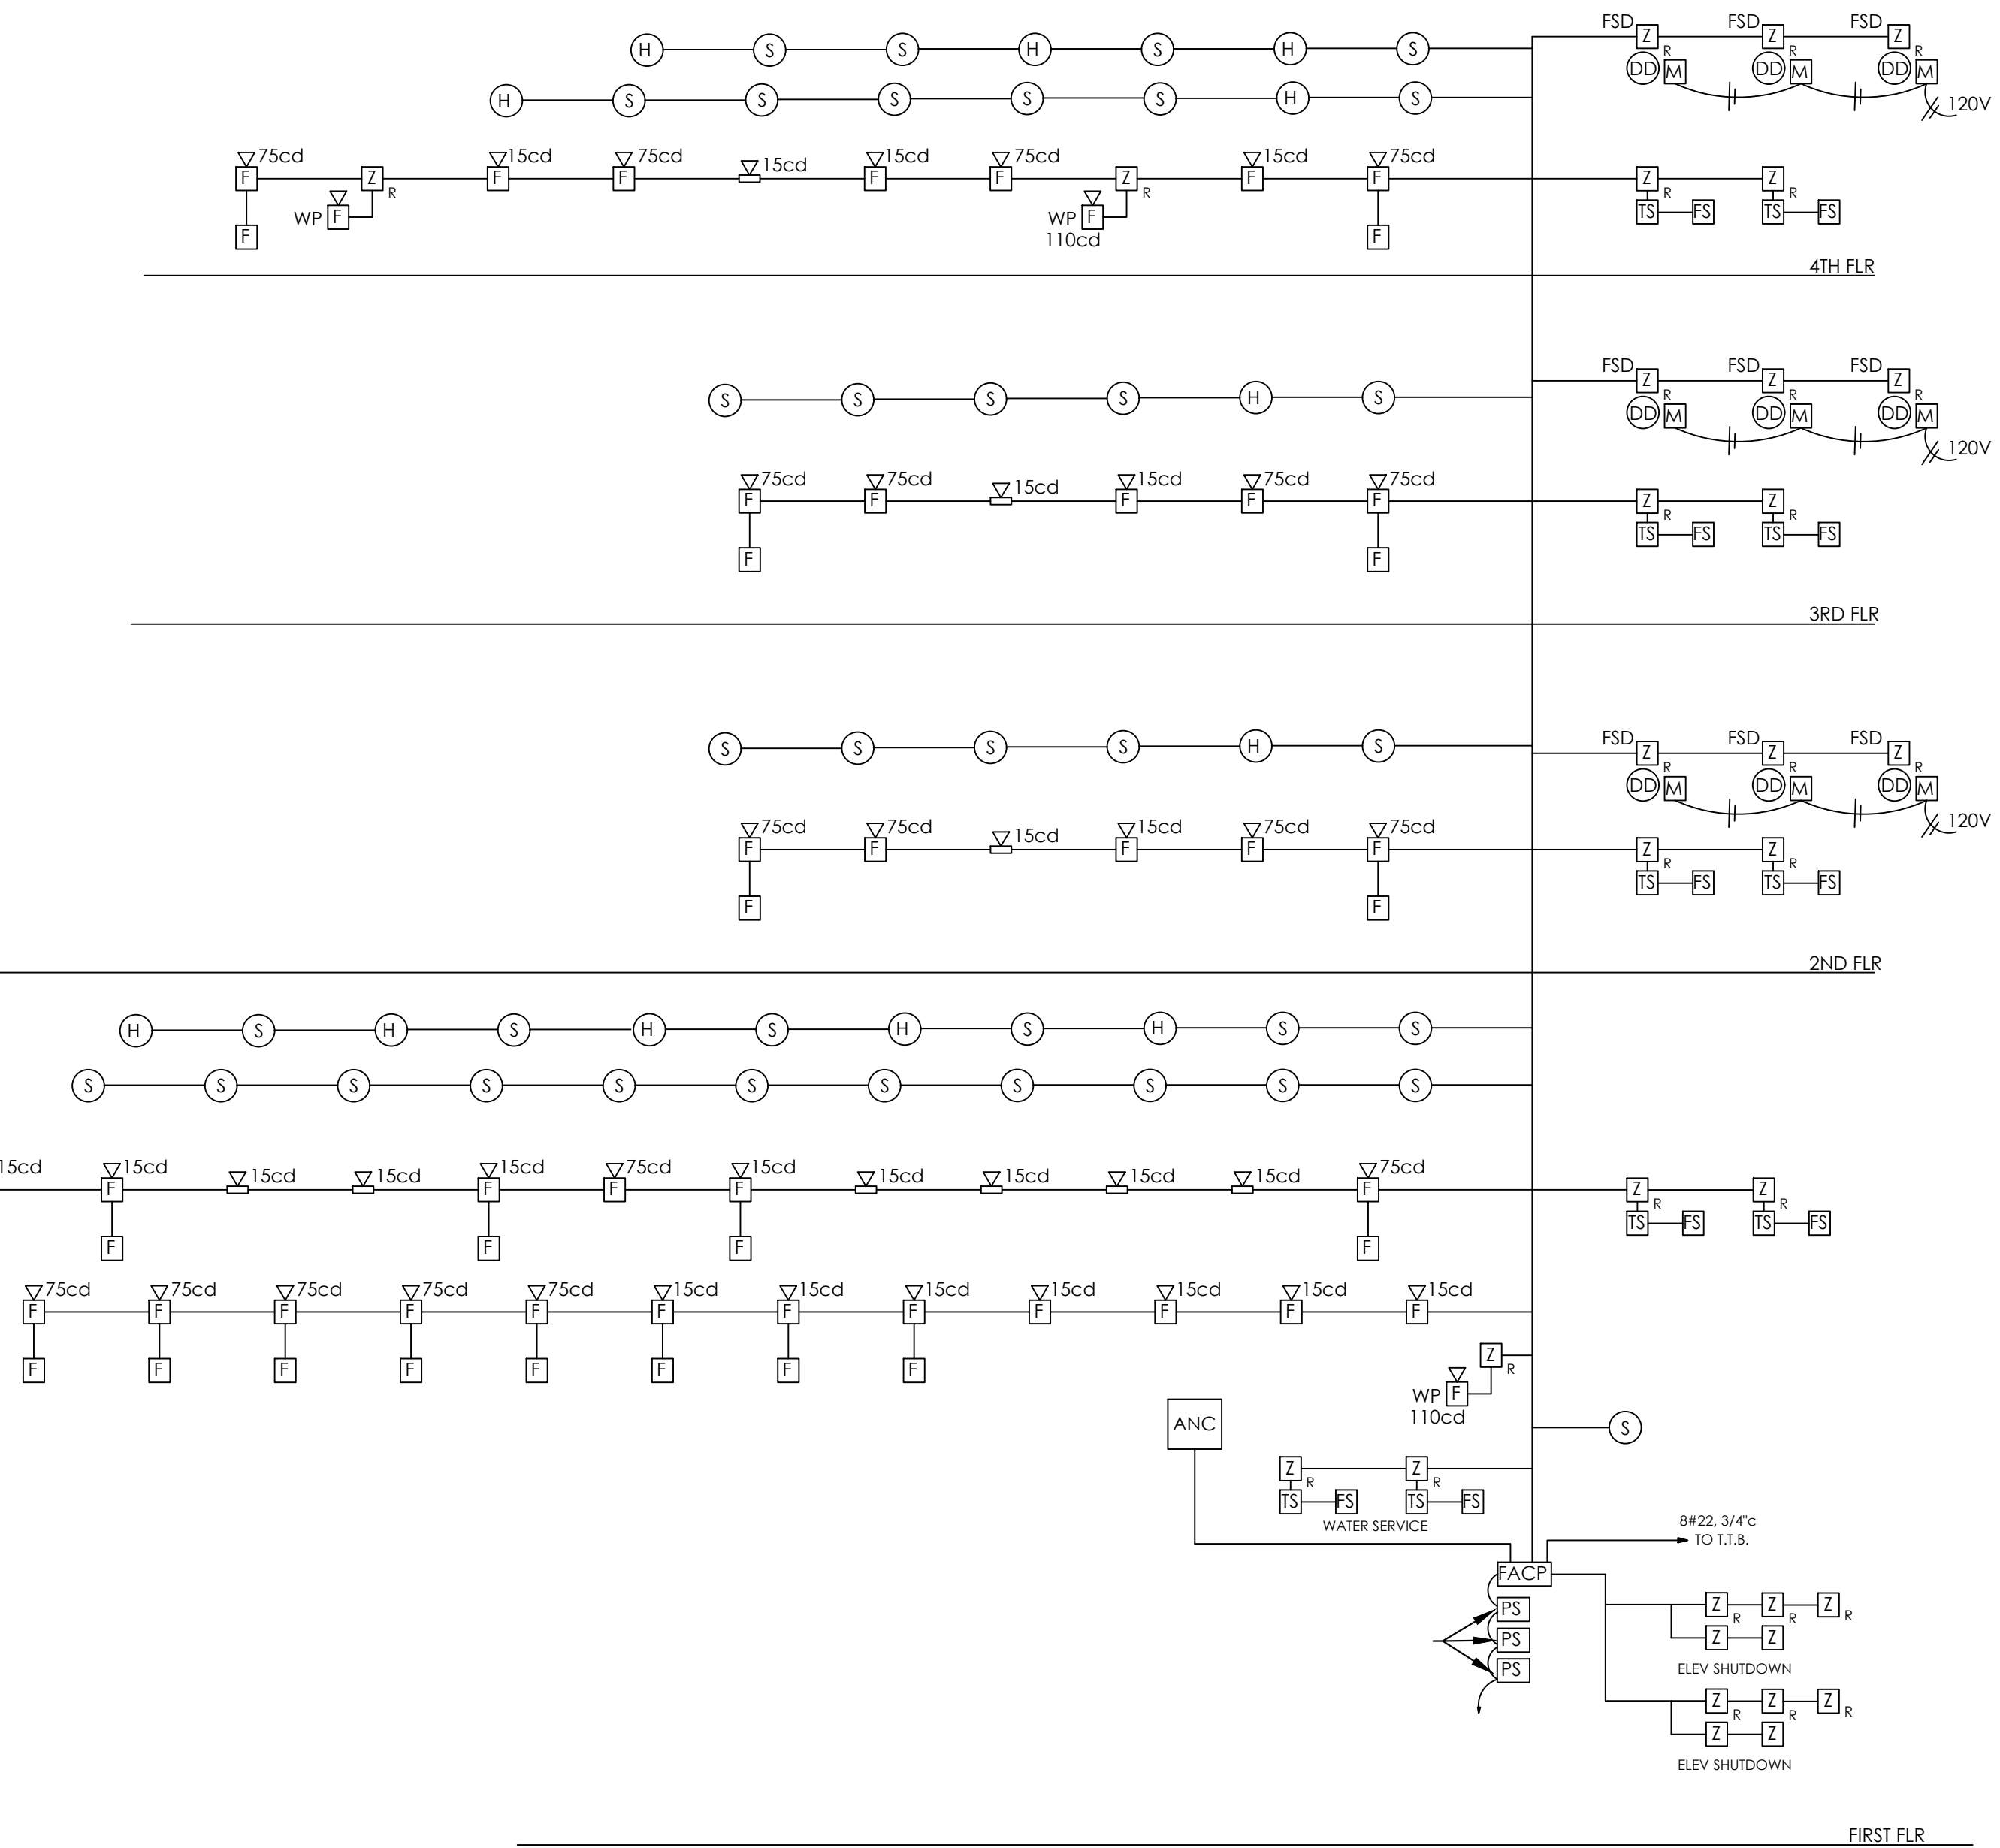 FSD Z FSD Z FSD Z
H S S H S H S
R R R
DD M DD M DD M
H S S S S S H S
120V
75cd 15cd 75cd 15cd 15cd 75cd 15cd 75cd
F Z F F F F Z F F Z Z
R R R R
WP F WP F TS FS TS FS
110cd
F F
4TH FLR
FSD Z FSD Z FSD Z
R R R
S S S S H S
DD M DD M DD M
120V
75cd 75cd 15cd 15cd 75cd 75cd
F F F F F Z Z
R R
TS FS TS FS
F F
3RD FLR
FSD Z FSD Z FSD Z
S S S S H S
R R R
DD M DD M DD M
120V
75cd 75cd 15cd 15cd 75cd 75cd
F F F F F Z Z
R R
TS FS TS FS
F F
2ND FLR
H S H S H S H S H S S
S S S S S S S S S S S
15cd 15cd 15cd 15cd 15cd 75cd 15cd 15cd 15cd 15cd 15cd 75cd
F F F F F Z Z
R R
TS FS TS FS
F F F F
75cd 75cd 75cd 75cd 75cd 15cd 15cd 15cd 15cd 15cd 15cd 15cd
F F F F F F F F F F F F
F F F F F F F F
Z
R
WP F
110cd
ANC
S
Z Z
R R
TS FS TS FS
WATER SERVICE
8#22, 3/4"c
TO T.T.B.
FACP
PS
PS
PS
Z Z Z
R R R
Z Z
ELEV SHUTDOWN
Z Z Z
R R R
Z Z
ELEV SHUTDOWN
FIRST FLR